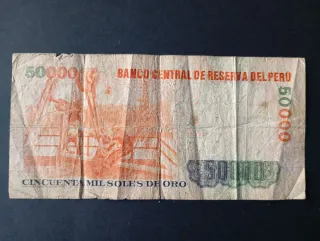 50000 BANCO CENTRAL DE RESERVA DEL PERU
50000
CINCUENTA MIL SOLES DE ORO
50000